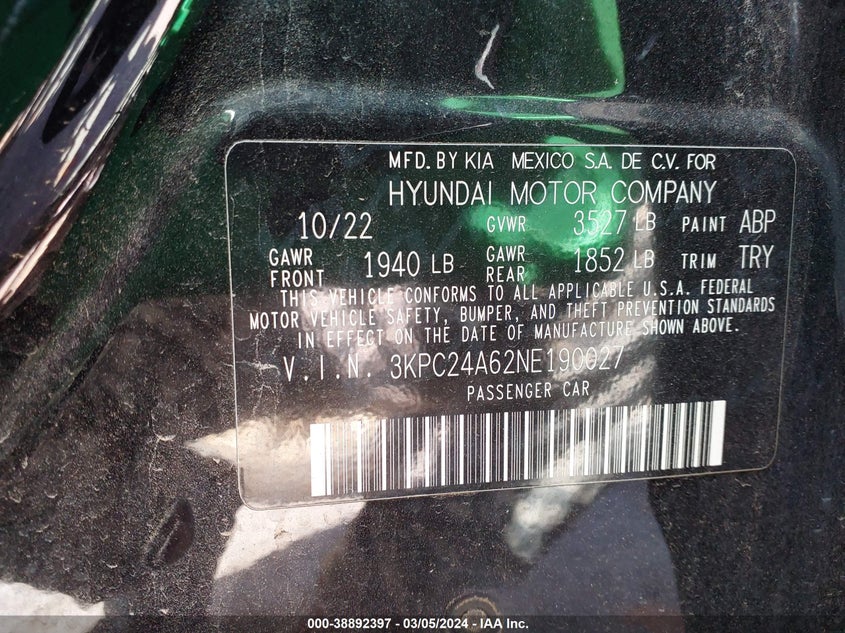 MFD. BY KIA MEXICO S.A. DE C.V. FOR
HYUNDAI MOTOR COMPANY
10/22 GVWR 3527 LB PAINT ABP
GAWR FRONT 1940 LB GAWR REAR 1852 LB TRIM TRY
THIS VEHICLE CONFORMS TO ALL APPLICABLE U.S.A. FEDERAL
MOTOR VEHICLE SAFETY, BUMPER, AND THEFT PREVENTION STANDARDS
IN EFFECT ON THE DATE OF MANUFACTURE SHOWN ABOVE.
V.I.N. 3KPC24A62NE190027
PASSENGER CAR
000-38892397 - 03/05/2024 - IAA Inc.